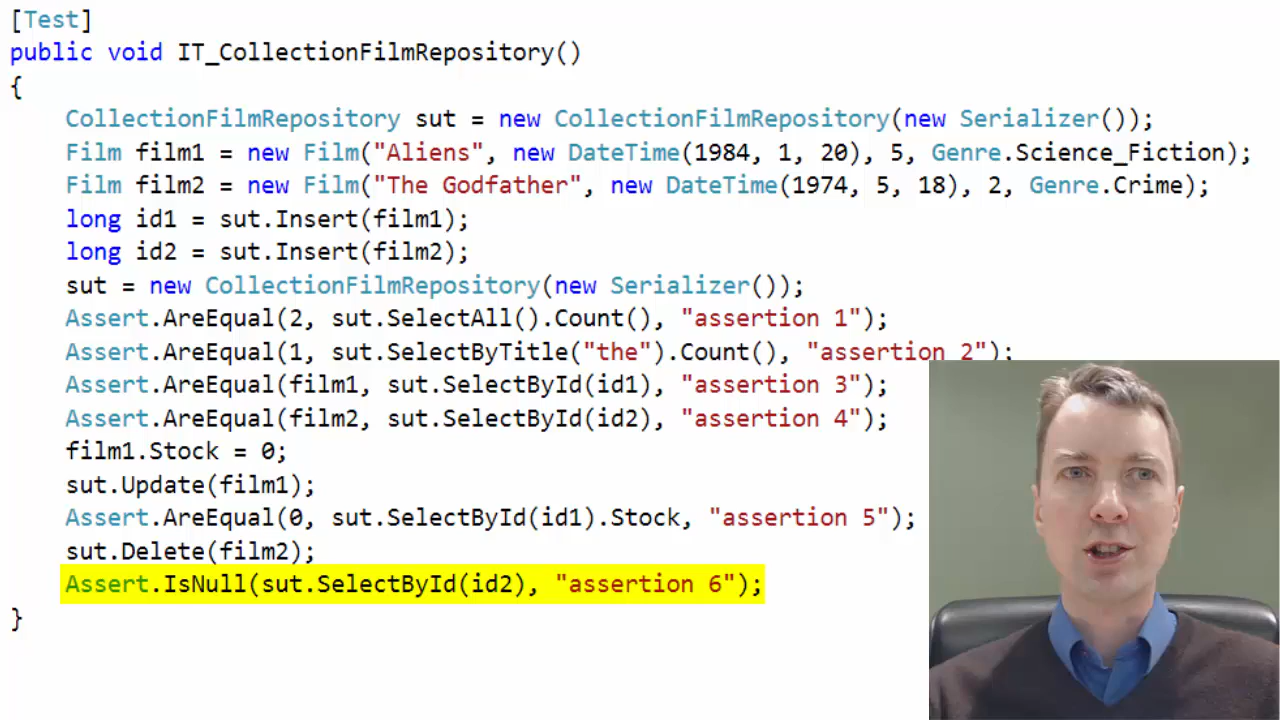 [Test]
public void IT_CollectionFilmRepository()
{
CollectionFilmRepository sut = new CollectionFilmRepository(new Serializer());
Film film1 = new Film("Aliens", new DateTime(1984, 1, 20), 5, Genre.Science_Fiction);
Film film2 = new Film("The Godfather", new DateTime(1974, 5, 18), 2, Genre.Crime);
long id1 = sut.Insert(film1);
long id2 = sut.Insert(film2);
sut = new CollectionFilmRepository(new Serializer());
Assert.AreEqual(2, sut.SelectAll().Count(), "assertion 1");
Assert.AreEqual(1, sut.SelectByTitle("the").Count(), "assertion 2");
Assert.AreEqual(film1, sut.SelectById(id1), "assertion 3");
Assert.AreEqual(film2, sut.SelectById(id2), "assertion 4");
film1.Stock = 0;
sut.Update(film1);
Assert.AreEqual(0, sut.SelectById(id1).Stock, "assertion 5");
sut.Delete(film2);
Assert.IsNull(sut.SelectById(id2), "assertion 6");
}